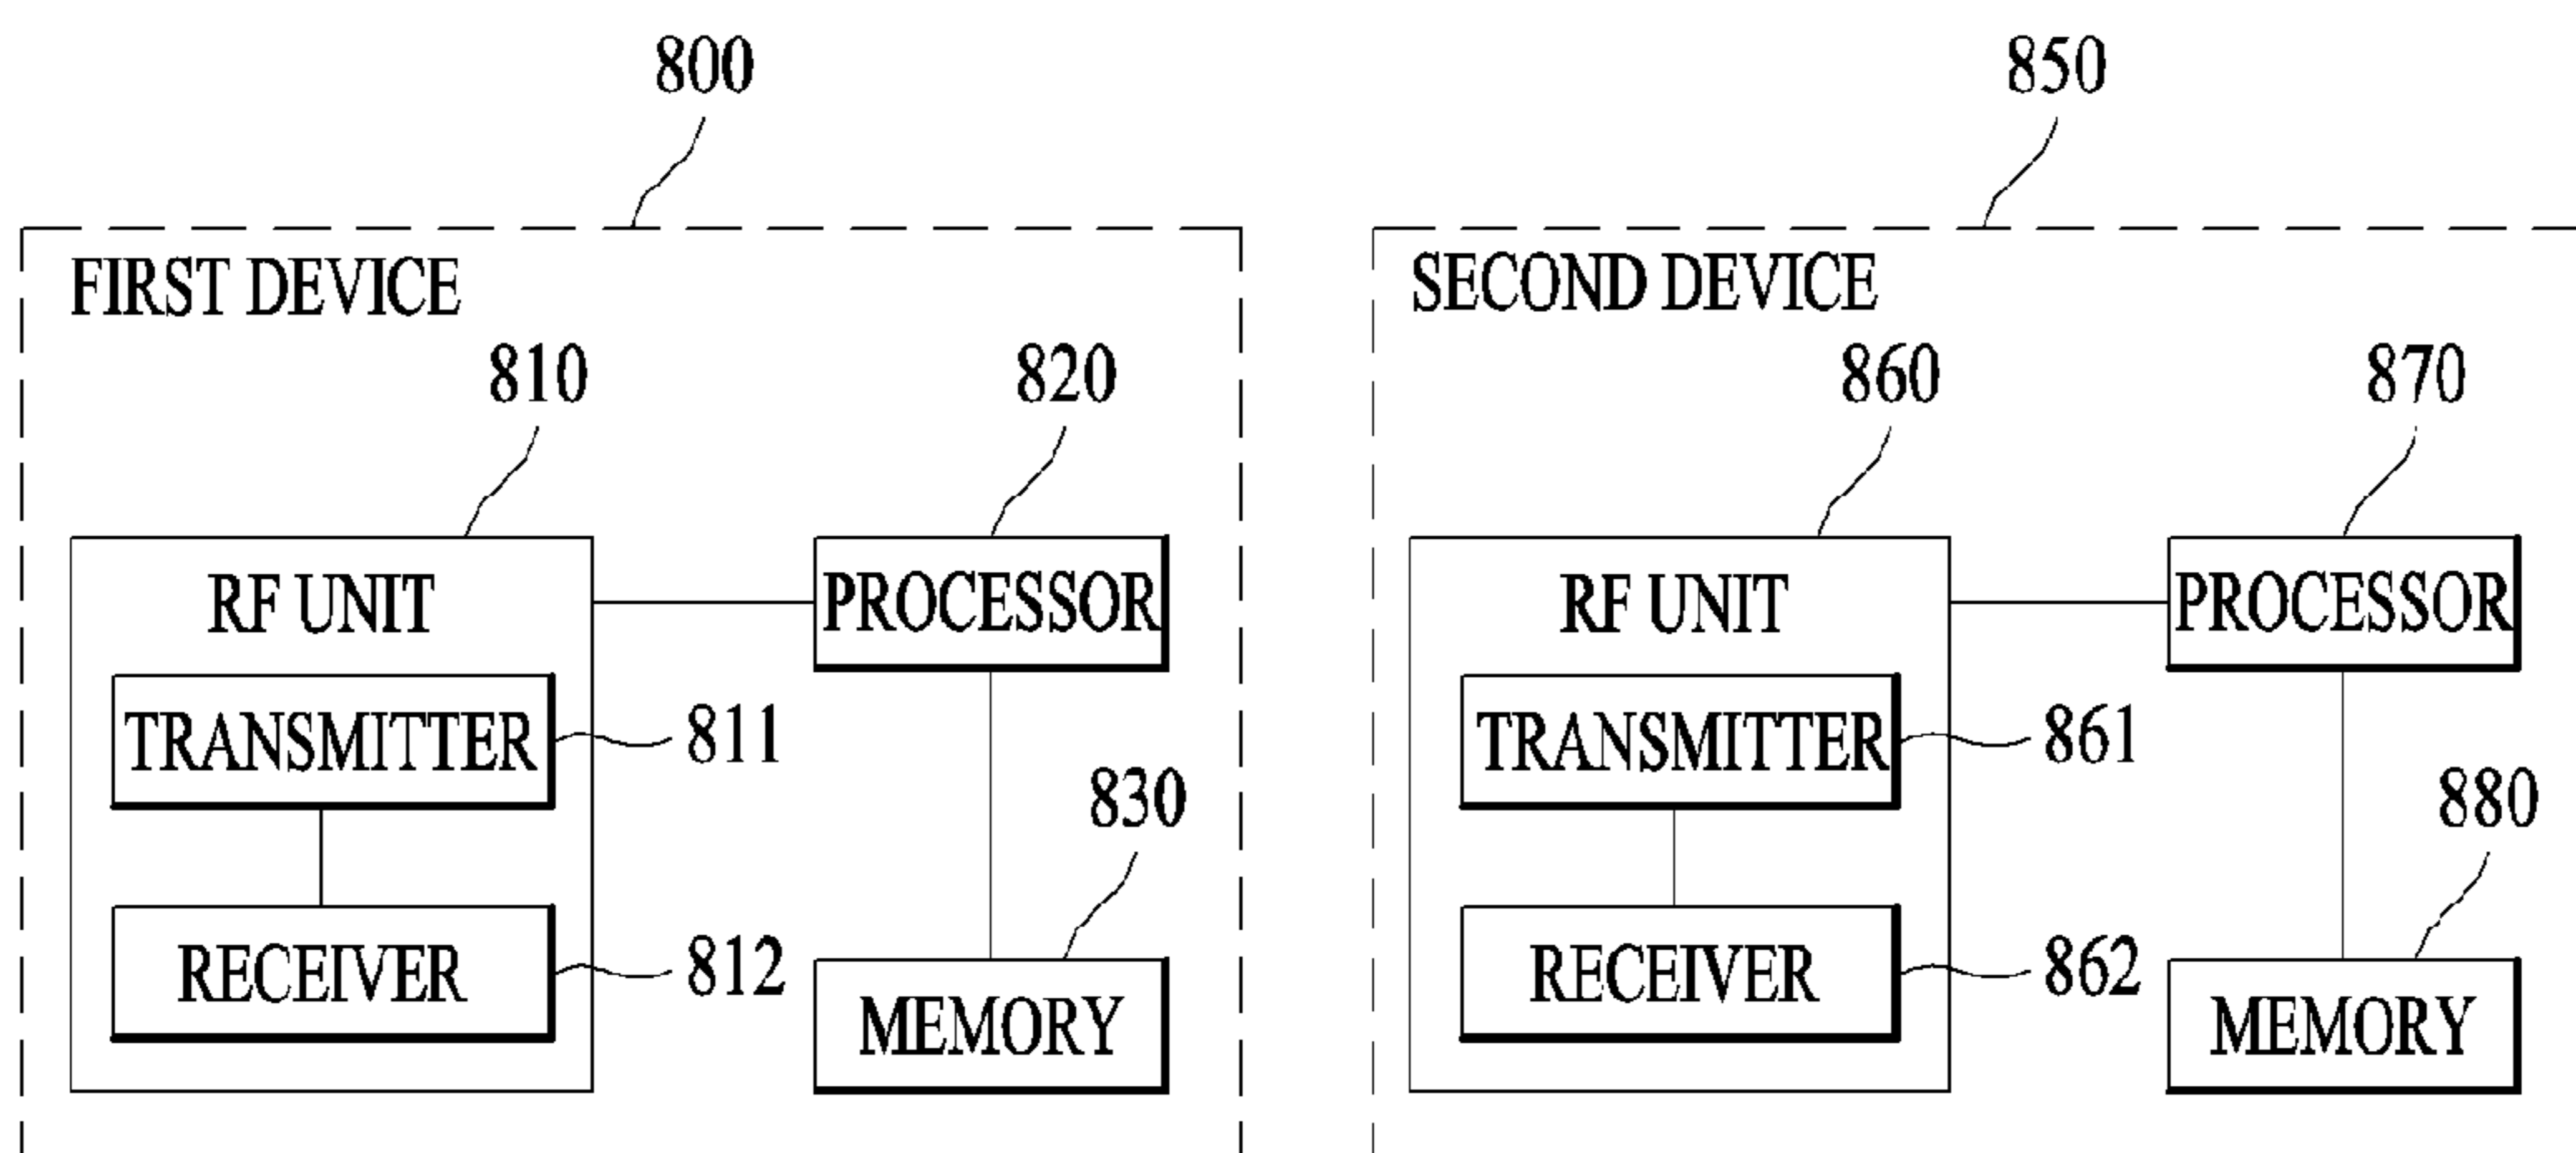 800
FIRST DEVICE
810
820
RF UNIT
PROCESSOR
TRANSMITTER
811
830
RECEIVER
812
MEMORY
850
SECOND DEVICE
860
870
RF UNIT
PROCESSOR
TRANSMITTER
861
880
RECEIVER
862
MEMORY